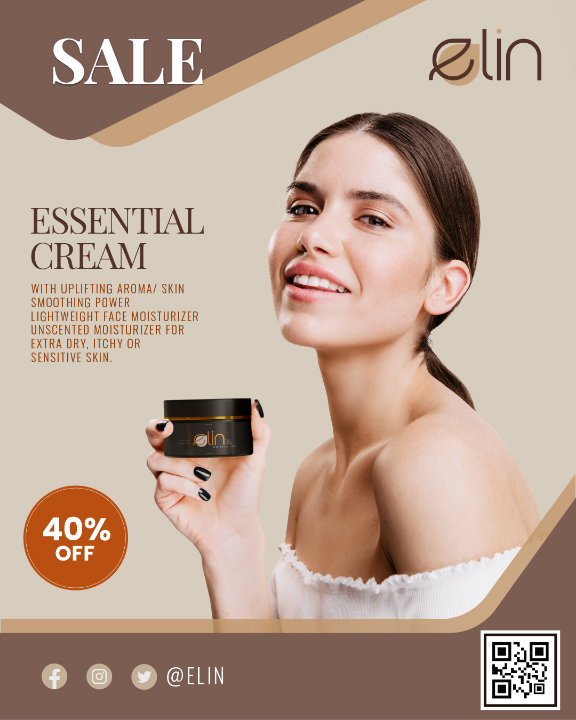 SALE
elin
ESSENTIAL
CREAM
WITH UPLIFTING AROMA/ SKIN
SMOOTHING POWER
LIGHTWEIGHT FACE MOISTURIZER
UNSCENTED MOISTURIZER FOR
EXTRA DRY, ITCHY OR
SENSITIVE SKIN.
elin
40%
OFF
@ELIN